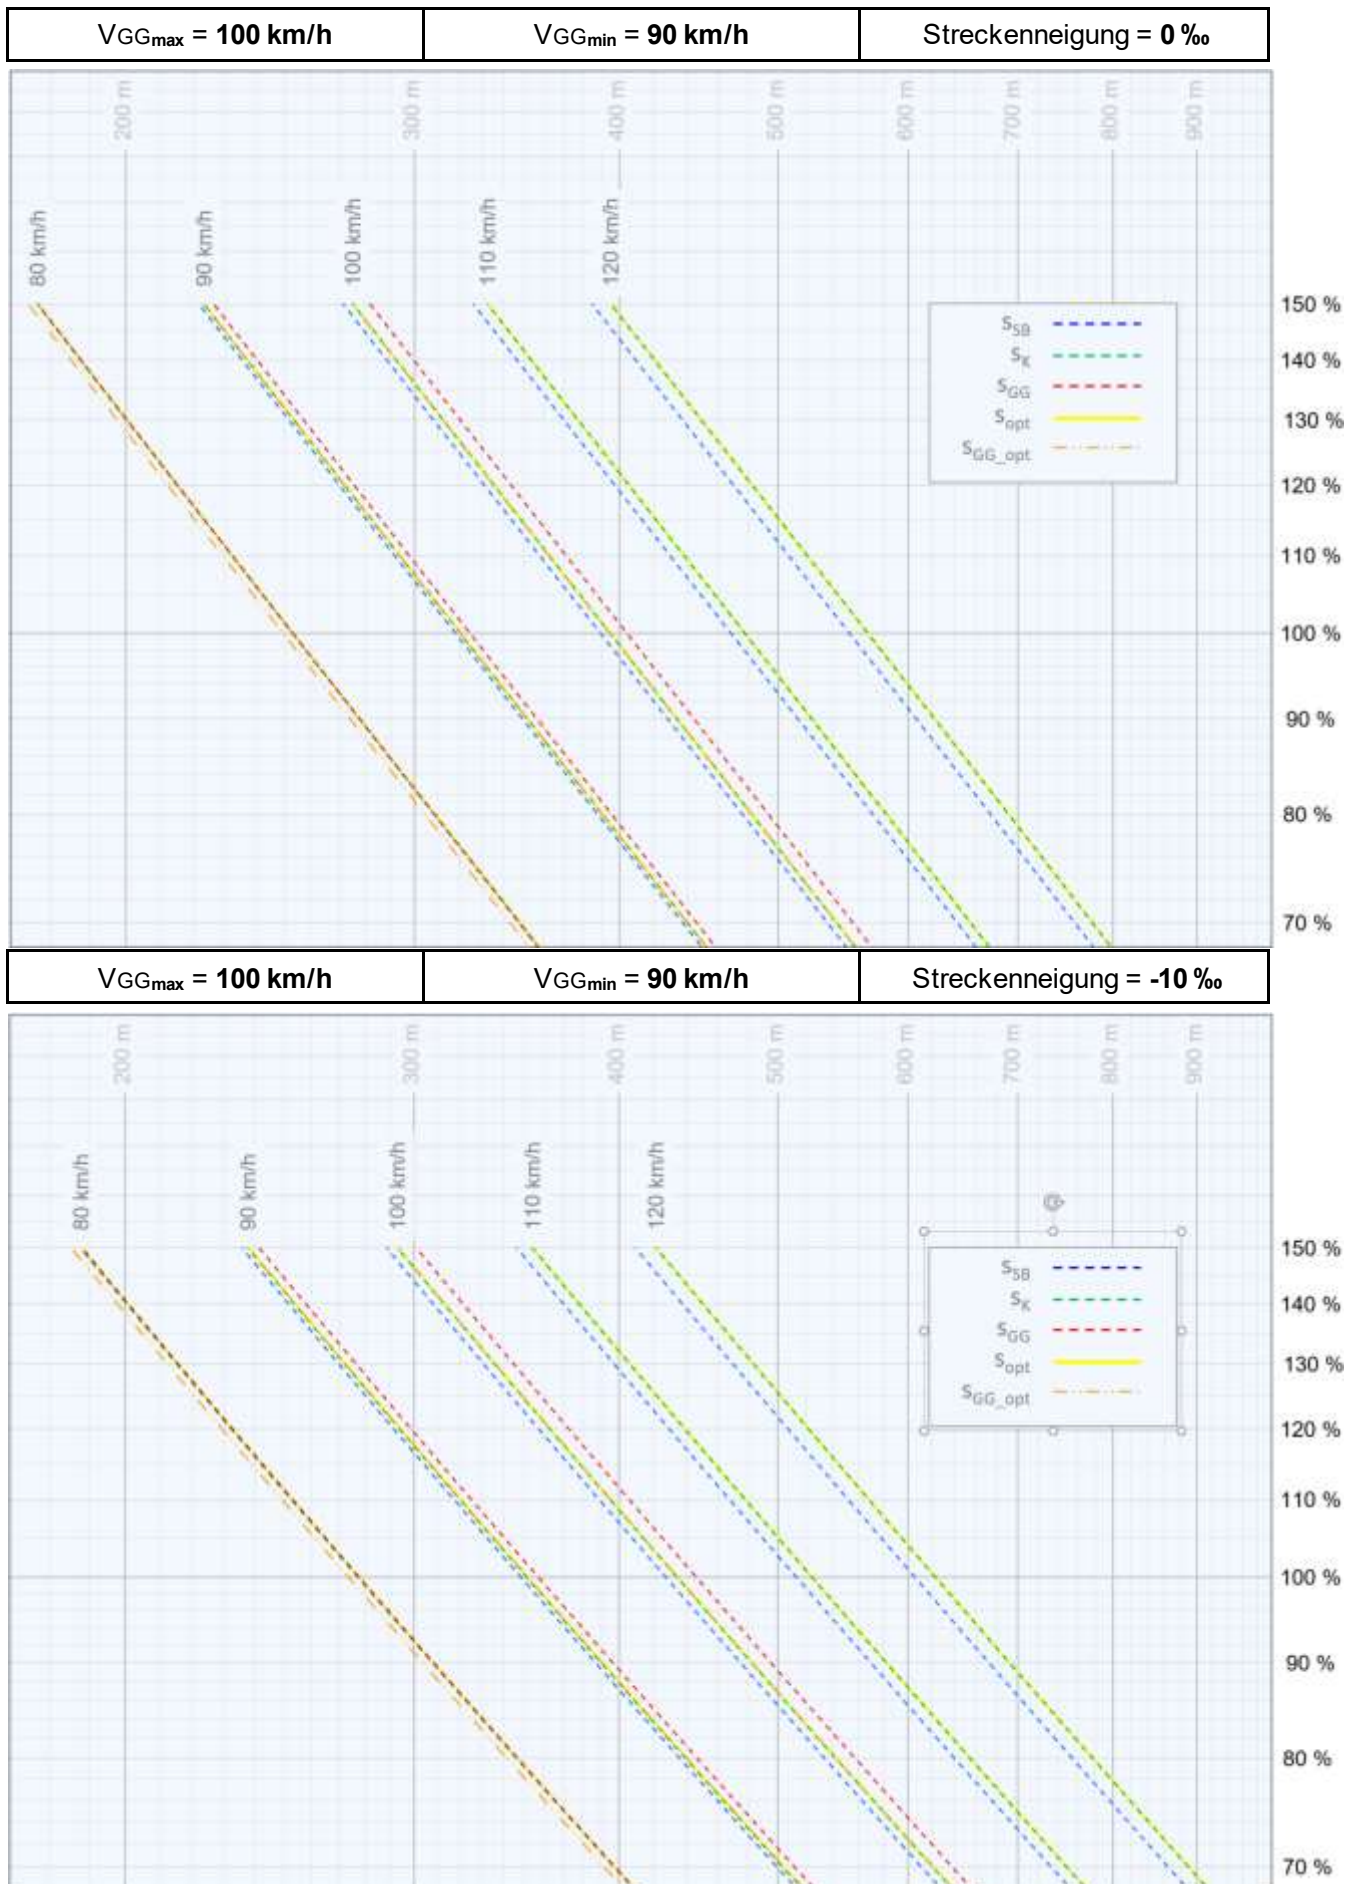 VGGmax = 100 km/h VGGmin = 90 km/h Streckenneigung = 0 ‰
200 m 300 m 400 m 500 m 600 m 700 m 800 m 900 m
80 km/h 90 km/h 100 km/h 110 km/h 120 km/h
150 %
SSB
SK
140 %
SGG
Sopt
130 %
SGG_opt
120 %
110 %
100 %
90 %
80 %
70 %
VGGmax = 100 km/h VGGmin = 90 km/h Streckenneigung = -10 ‰
200 m 300 m 400 m 500 m 600 m 700 m 800 m 900 m
80 km/h 90 km/h 100 km/h 110 km/h 120 km/h
150 %
SSB
SK
140 %
SGG
Sopt
130 %
SGG_opt
120 %
110 %
100 %
90 %
80 %
70 %